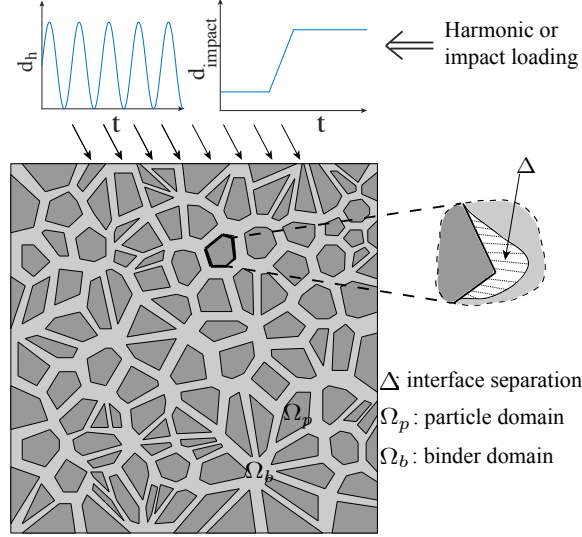 d_h
t
d_impact
t
Harmonic or
impact loading
Δ
Δ: interface separation
Ω_p : particle domain
Ω_b : binder domain
Ω_p
Ω_b